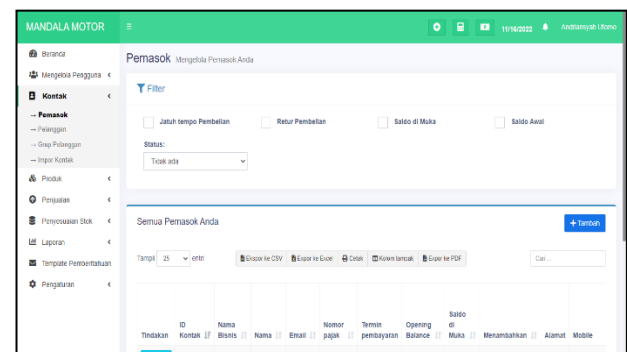 MANDALA MOTOR
11/16/2022 Andriansyah Utomo
Beranda
Mengelola Pengguna
Kontak
Pemasok
Pelanggan
Grup Pelanggan
Impor Kontak
Produk
Penjualan
Penyesuaian Stok
Laporan
Template Pemberitahuan
Pengaturan
Pemasok Mengelola Pemasok Anda
Filter
Jatuh tempo Pembelian Retur Pembelian Saldo di Muka Saldo Awal
Status:
Tidak ada
Semua Pemasok Anda
+ Tambah
Tampil 25 entri Ekspor ke CSV Ekspor ke Excel Cetak Kolom tampak Ekspor ke PDF Cari ...
Tindakan ID Kontak Nama Bisnis Nama Email Nomor pajak Termin pembayaran Opening Balance Saldo di Muka Menambahkan Alamat Mobile